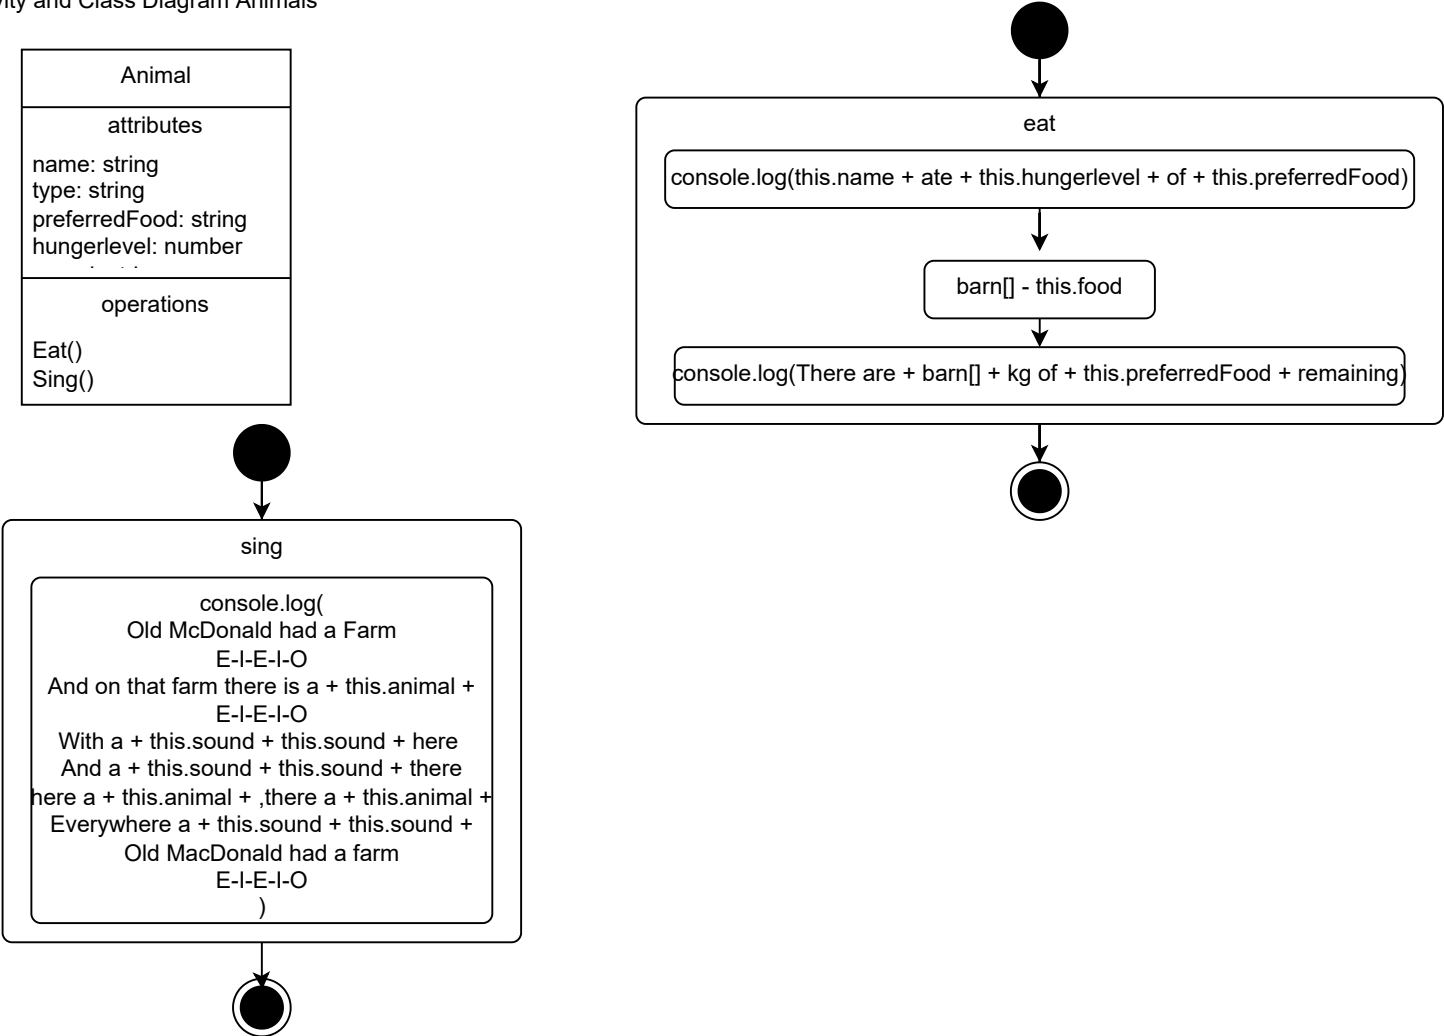 and Class Diagram Animals
Animal
attributes
name: string
type: string
preferredFood: string
hungerlevel: number
operations
Eat()
Sing()
eat
console.log(this.name + ate + this.hungerlevel + of + this.preferredFood)
barn[] - this.food
console.log(There are + barn[] + kg of + this.preferredFood + remaining)
sing
console.log(
Old McDonald had a Farm
E-I-E-I-O
And on that farm there is a + this.animal +
E-I-E-I-O
With a + this.sound + this.sound + here
And a + this.sound + this.sound + there
here a + this.animal + ,there a + this.animal +
Everywhere a + this.sound + this.sound +
Old MacDonald had a farm
E-I-E-I-O
)